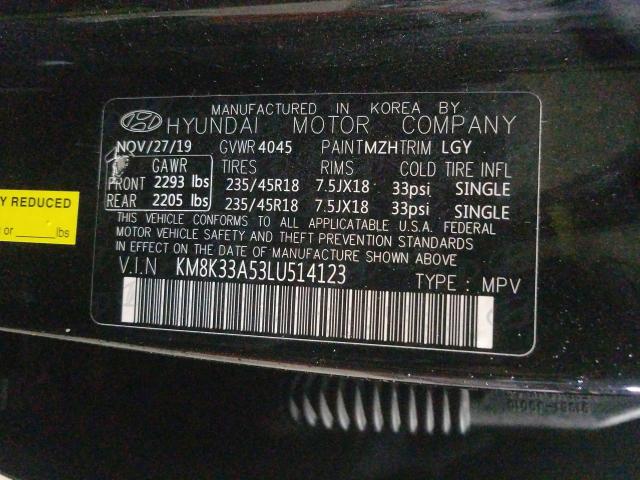 MANUFACTURED IN KOREA BY
HYUNDAI MOTOR COMPANY
NOV/27/19 GVWR 4045 PAINT MZH TRIM LGY
GAWR TIRES RIMS COLD TIRE INFL
FRONT 2293 lbs 235/45R18 7.5JX18 33psi SINGLE
REAR 2205 lbs 235/45R18 7.5JX18 33psi SINGLE
THIS VEHICLE CONFORMS TO ALL APPLICATABLE U.S.A. FEDERAL
MOTOR VEHICLE SAFETY AND THEFT PREVENTION STANDARDS
IN EFFECT ON THE DATE OF MANUFACTURE SHOWN ABOVE
V.I.N KM8K33A53LU514123
TYPE : MPV
Y REDUCED
or ______ lbs